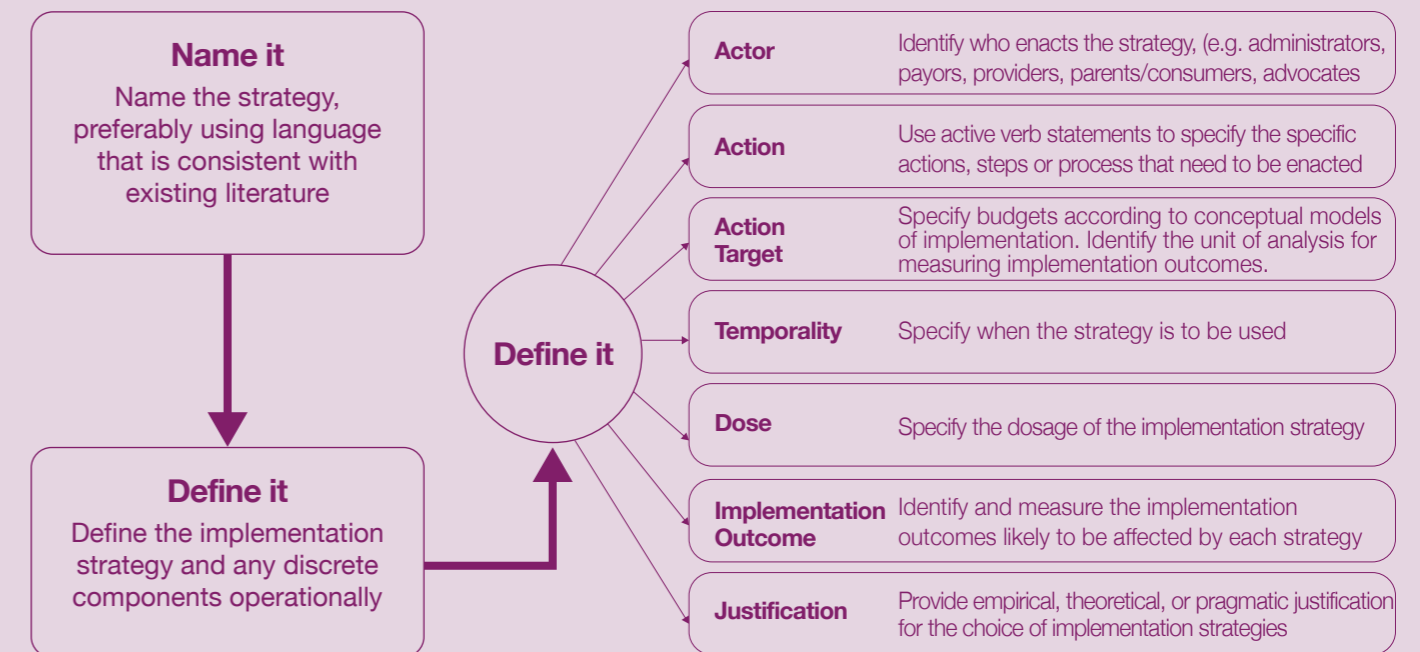 Name it
Name the strategy,
preferably using language
that is consistent with
existing literature
Define it
Define the implementation
strategy and any discrete
components operationally
Define it
Actor
Identify who enacts the strategy, (e.g. administrators,
payors, providers, parents/consumers, advocates
Action
Use active verb statements to specify the specific
actions, steps or process that need to be enacted
Action
Target
Specify budgets according to conceptual models
of implementation. Identify the unit of analysis for
measuring implementation outcomes.
Temporality
Specify when the strategy is to be used
Dose
Specify the dosage of the implementation strategy
Implementation
Outcome
Identify and measure the implementation
outcomes likely to be affected by each strategy
Justification
Provide empirical, theoretical, or pragmatic justification
for the choice of implementation strategies